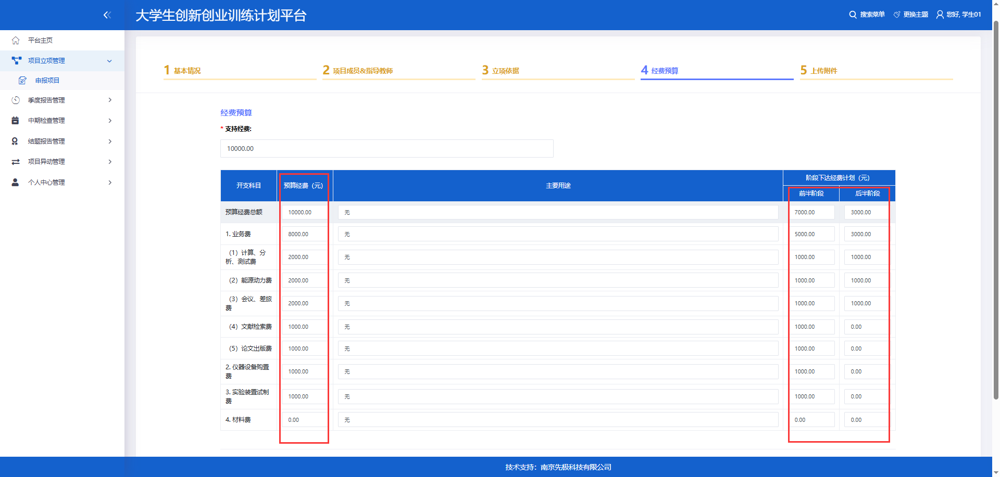 大学生创新创业训练计划平台
搜索菜单 更换主题 您好, 学生01
平台主页
项目立项管理
申报项目
季度报告管理
中期检查管理
结题报告管理
项目异动管理
个人中心管理
1 基本情况 2 项目成员&指导教师 3 立项依据 4 经费预算 5 上传附件
经费预算
* 支持经费:
10000.00
开支科目 预算经费（元） 主要用途 阶段下达经费计划（元）
前半阶段 后半阶段
预算经费总额 10000.00 无 7000.00 3000.00
1. 业务费 8000.00 无 5000.00 3000.00
（1）计算、分
析、测试费 2000.00 无 1000.00 1000.00
（2）能源动力费 2000.00 无 1000.00 1000.00
（3）会议、差旅
费 2000.00 无 1000.00 1000.00
（4）文献检索费 1000.00 无 1000.00 0.00
（5）论文出版费 1000.00 无 1000.00 0.00
2. 仪器设备购置
费 1000.00 无 1000.00 0.00
3. 实验装置试制
费 1000.00 无 1000.00 0.00
4. 材料费 0.00 无 0.00 0.00
技术支持：南京先极科技有限公司